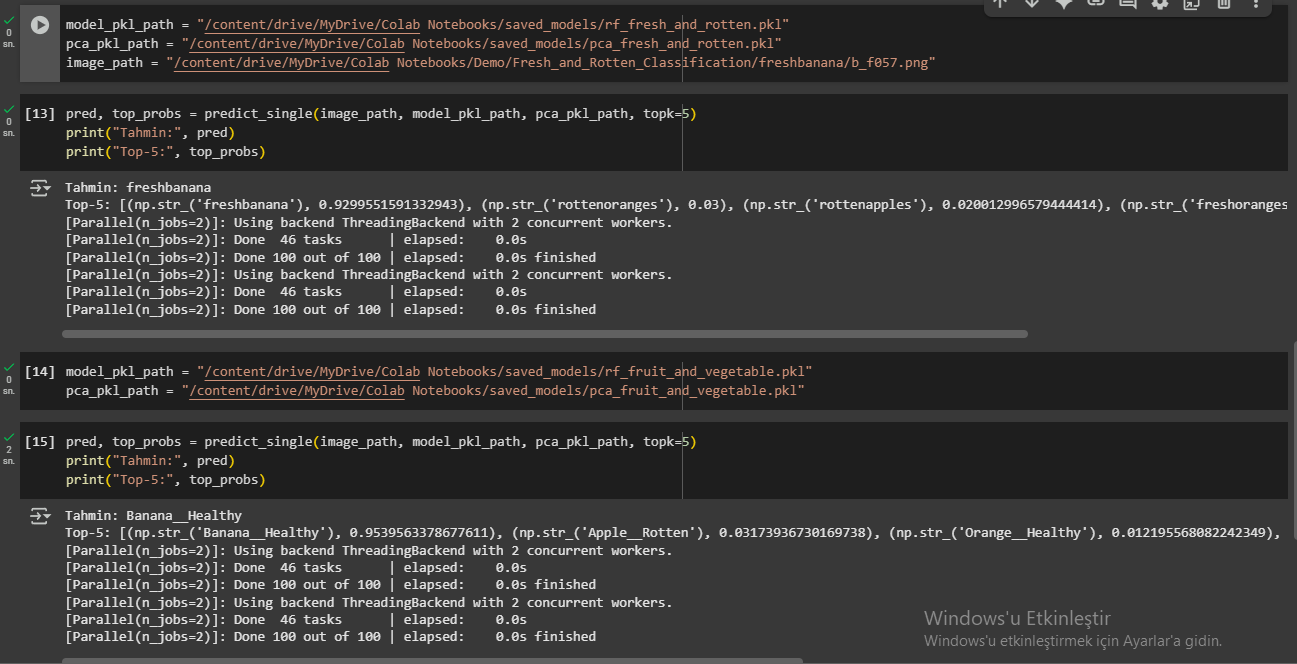 0
sn.
model_pkl_path = "/content/drive/MyDrive/Colab Notebooks/saved_models/rf_fresh_and_rotten.pkl"
pca_pkl_path = "/content/drive/MyDrive/Colab Notebooks/saved_models/pca_fresh_and_rotten.pkl"
image_path = "/content/drive/MyDrive/Colab Notebooks/Demo/Fresh_and_Rotten_Classification/freshbanana/b_f057.png"
0
sn.
[13] pred, top_probs = predict_single(image_path, model_pkl_path, pca_pkl_path, topk=5)
print("Tahmin:", pred)
print("Top-5:", top_probs)
Tahmin: freshbanana
Top-5: [(np.str_('freshbanana'), 0.9299551591332943), (np.str_('rottenoranges'), 0.03), (np.str_('rottenapples'), 0.020012996579444414), (np.str_('freshoranges
[Parallel(n_jobs=2)]: Using backend ThreadingBackend with 2 concurrent workers.
[Parallel(n_jobs=2)]: Done 46 tasks | elapsed: 0.0s
[Parallel(n_jobs=2)]: Done 100 out of 100 | elapsed: 0.0s finished
[Parallel(n_jobs=2)]: Using backend ThreadingBackend with 2 concurrent workers.
[Parallel(n_jobs=2)]: Done 46 tasks | elapsed: 0.0s
[Parallel(n_jobs=2)]: Done 100 out of 100 | elapsed: 0.0s finished
0
sn.
[14] model_pkl_path = "/content/drive/MyDrive/Colab Notebooks/saved_models/rf_fruit_and_vegetable.pkl"
pca_pkl_path = "/content/drive/MyDrive/Colab Notebooks/saved_models/pca_fruit_and_vegetable.pkl"
2
sn.
[15] pred, top_probs = predict_single(image_path, model_pkl_path, pca_pkl_path, topk=5)
print("Tahmin:", pred)
print("Top-5:", top_probs)
Tahmin: Banana__Healthy
Top-5: [(np.str_('Banana__Healthy'), 0.9539563378677611), (np.str_('Apple__Rotten'), 0.03173936730169738), (np.str_('Orange__Healthy'), 0.012195568082242349),
[Parallel(n_jobs=2)]: Using backend ThreadingBackend with 2 concurrent workers.
[Parallel(n_jobs=2)]: Done 46 tasks | elapsed: 0.0s
[Parallel(n_jobs=2)]: Done 100 out of 100 | elapsed: 0.0s finished
[Parallel(n_jobs=2)]: Using backend ThreadingBackend with 2 concurrent workers.
[Parallel(n_jobs=2)]: Done 46 tasks | elapsed: 0.0s
[Parallel(n_jobs=2)]: Done 100 out of 100 | elapsed: 0.0s finished
Windows'u Etkinleştir
Windows'u etkinleştirmek için Ayarlar'a gidin.